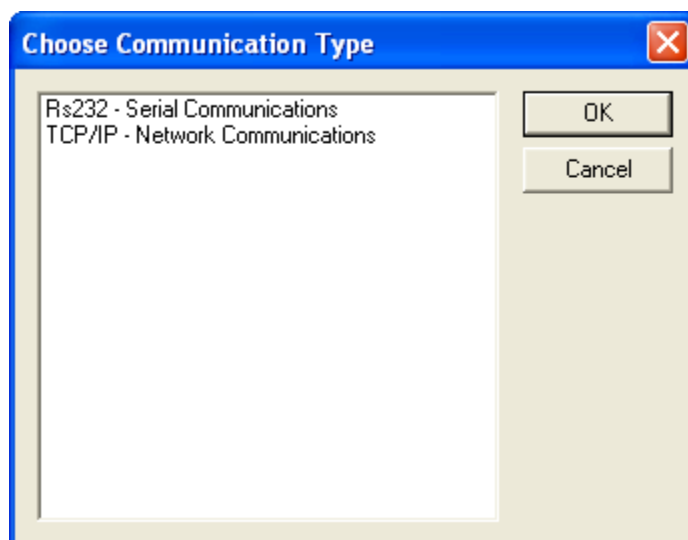 Choose Communication Type
Rs232 - Serial Communications
TCP/IP - Network Communications
OK
Cancel